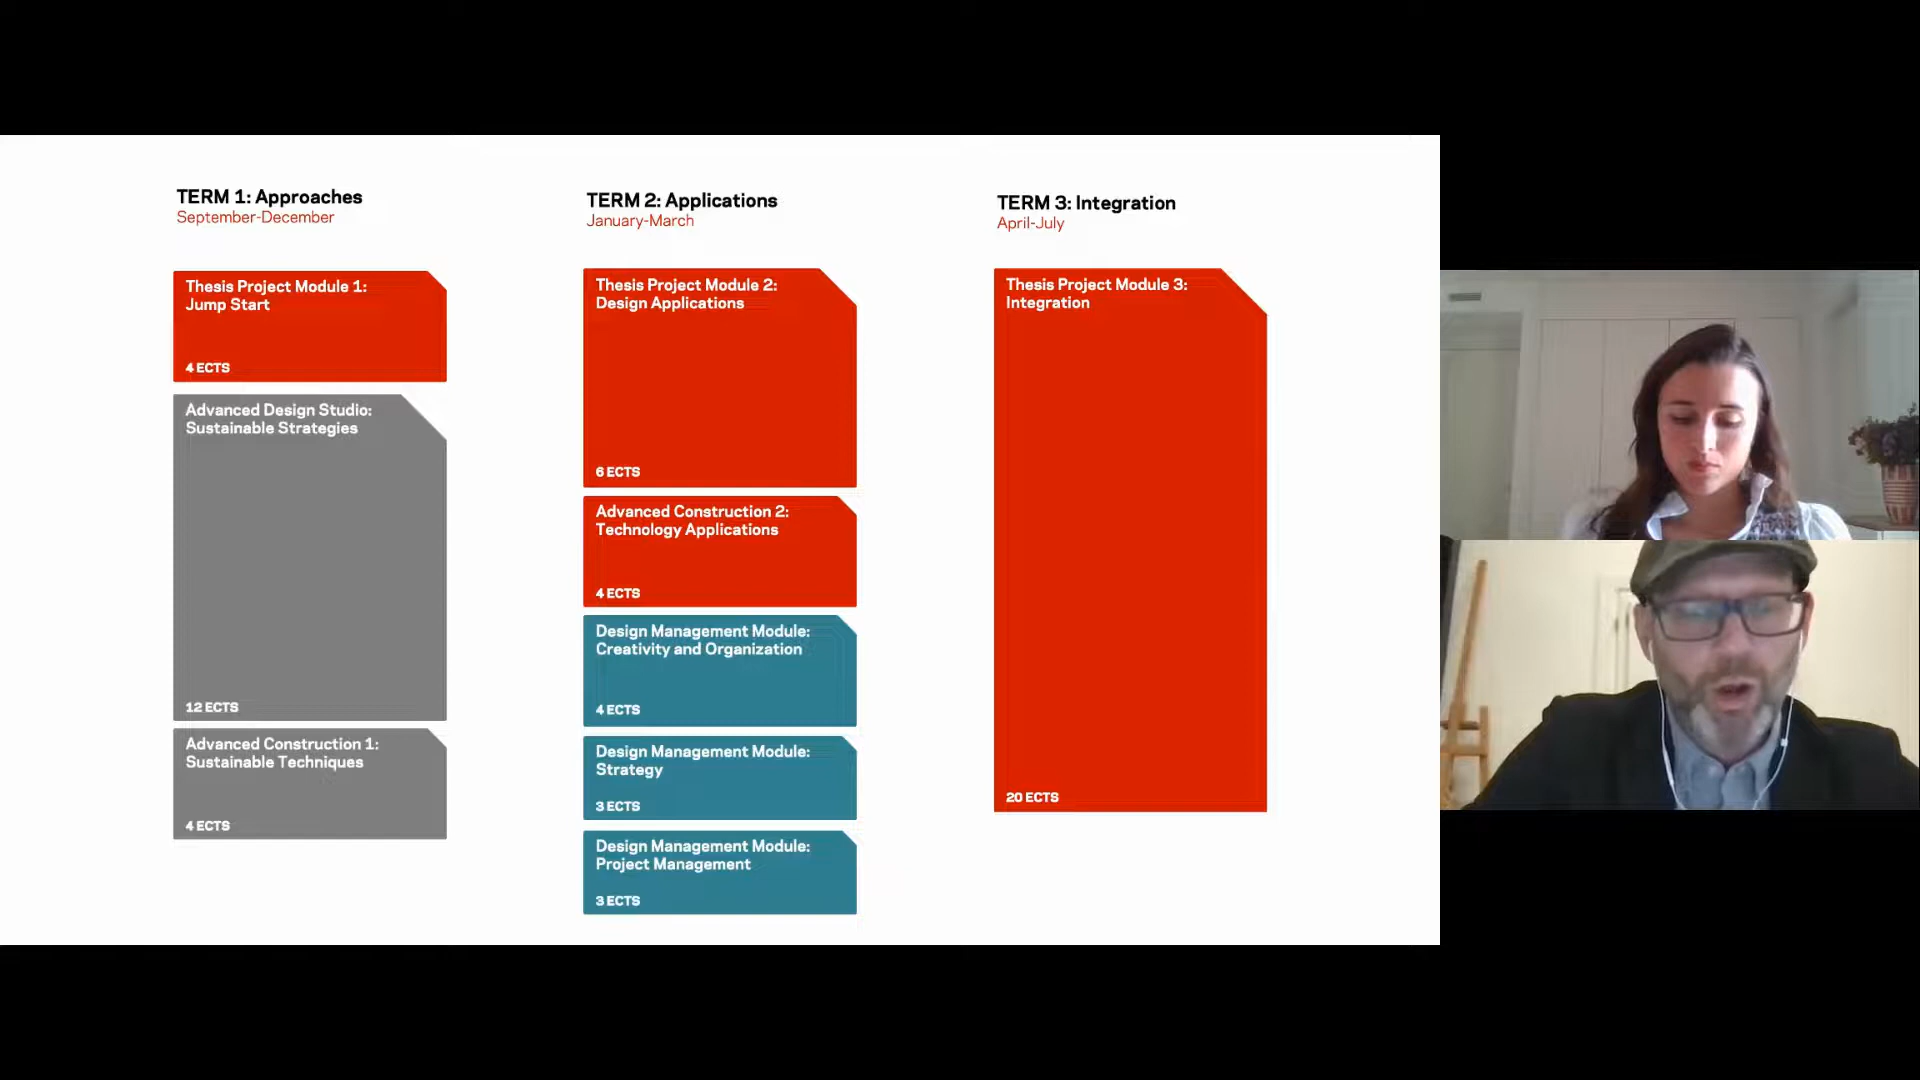 TERM 1: Approaches
September-December
Thesis Project Module 1:
Jump Start
4 ECTS
Advanced Design Studio:
Sustainable Strategies
12 ECTS
Advanced Construction 1:
Sustainable Techniques
4 ECTS
TERM 2: Applications
January-March
Thesis Project Module 2:
Design Applications
6 ECTS
Advanced Construction 2:
Technology Applications
4 ECTS
Design Management Module:
Creativity and Organization
4 ECTS
Design Management Module:
Strategy
3 ECTS
Design Management Module:
Project Management
3 ECTS
TERM 3: Integration
April-July
Thesis Project Module 3:
Integration
20 ECTS